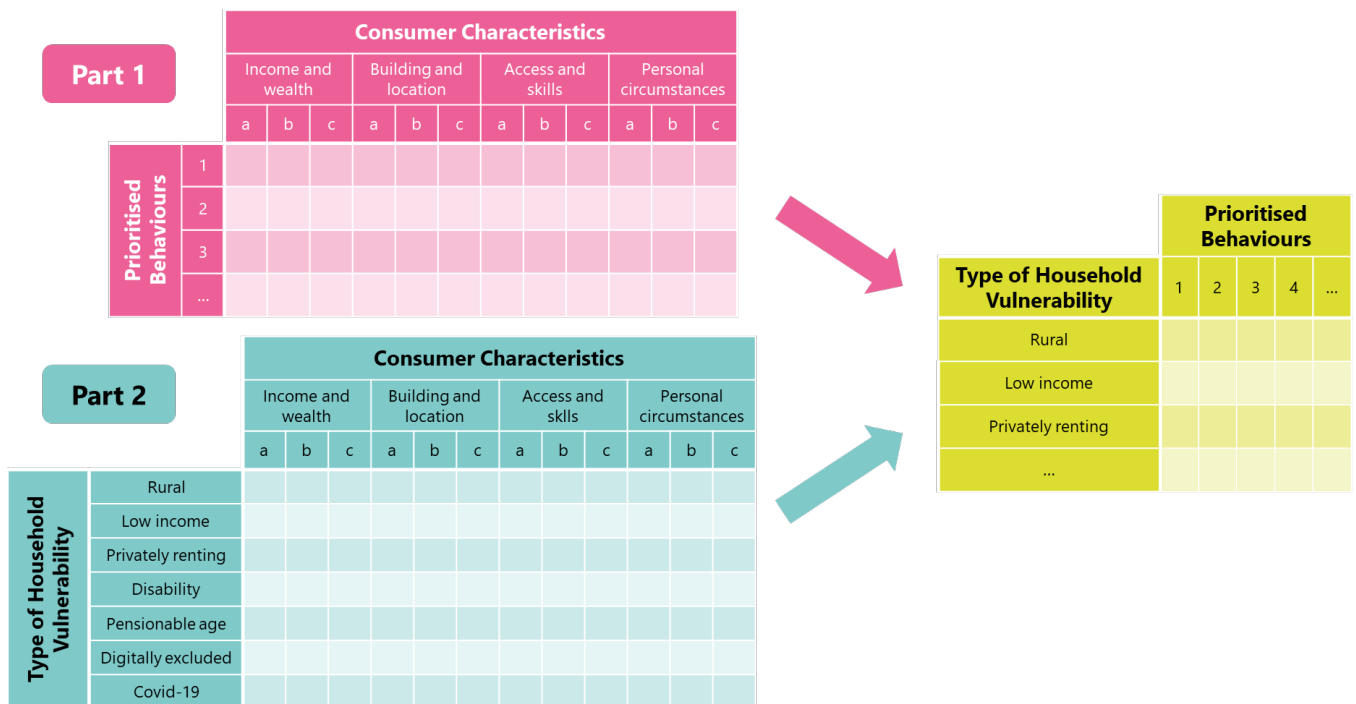 Part 1
Consumer Characteristics
Income and
wealth
Building and
location
Access and
skills
Personal
circumstances
a b c a b c a b c a b c
Prioritised
Behaviours
1
2
3
...
Part 2
Consumer Characteristics
Income and
wealth
Building and
location
Access and
sklls
Personal
circumstances
a b c a b c a b c a b c
Type of Household
Vulnerability
Rural
Low income
Privately renting
Disability
Pensionable age
Digitally excluded
Covid-19
Prioritised
Behaviours
Type of Household
Vulnerability
1 2 3 4 ...
Rural
Low income
Privately renting
...